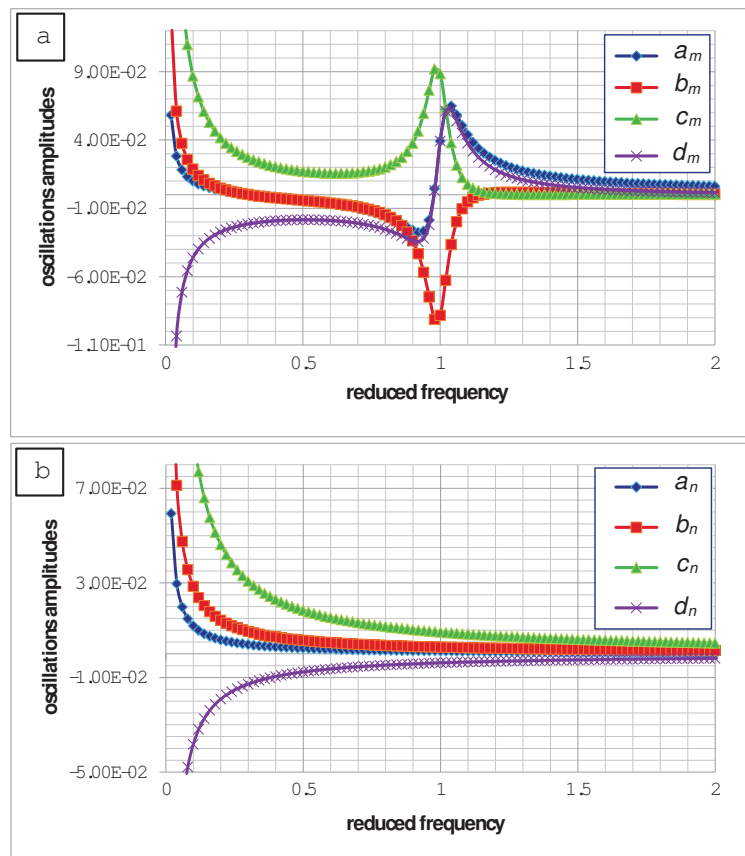 a
oscillations amplitudes
9.00E-02
4.00E-02
-1.00E-02
-6.00E-02
-1.10E-01
0
0.5
1
1.5
2
reduced frequency
am
bm
cm
dm
b
oscillations amplitudes
7.00E-02
3.00E-02
-1.00E-02
-5.00E-02
0
0.5
1
1.5
2
reduced frequency
an
bn
cn
dn